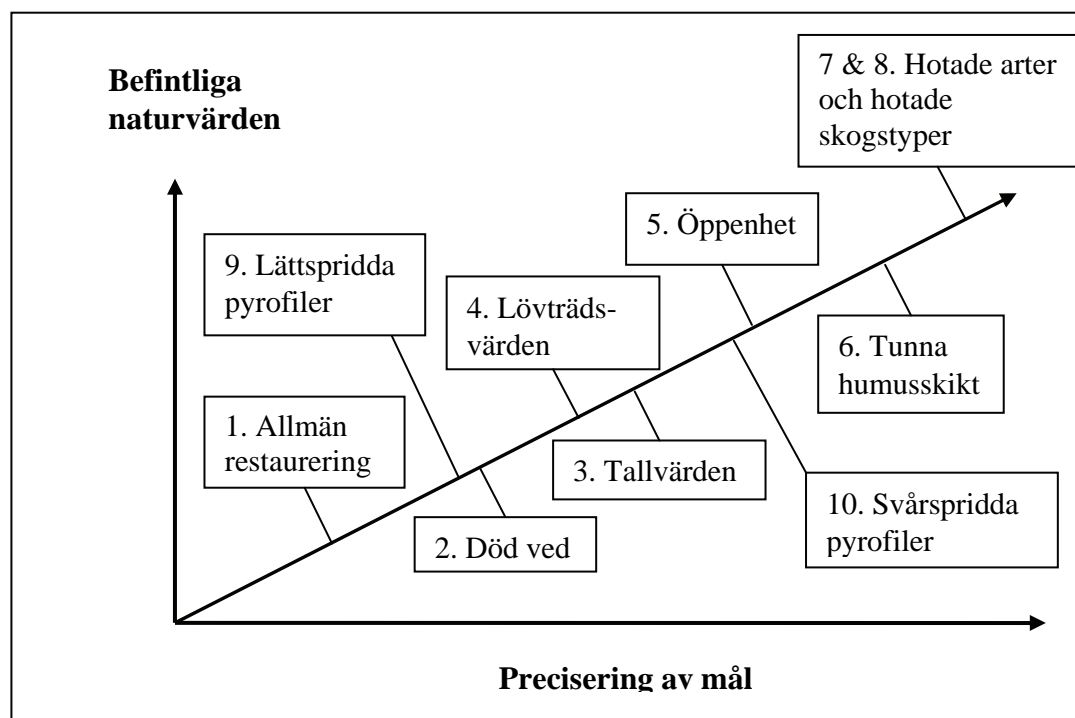 Befintliga
naturvärden
7 & 8. Hotade arter
och hotade
skogstyper
5. Öppenhet
9. Lättspridda
pyrofiler
4. Lövträds-
värden
6. Tunna
humusskikt
1. Allmän
restaurering
3. Tallvärden
10. Svårspridda
pyrofiler
2. Död ved
Precisering av mål